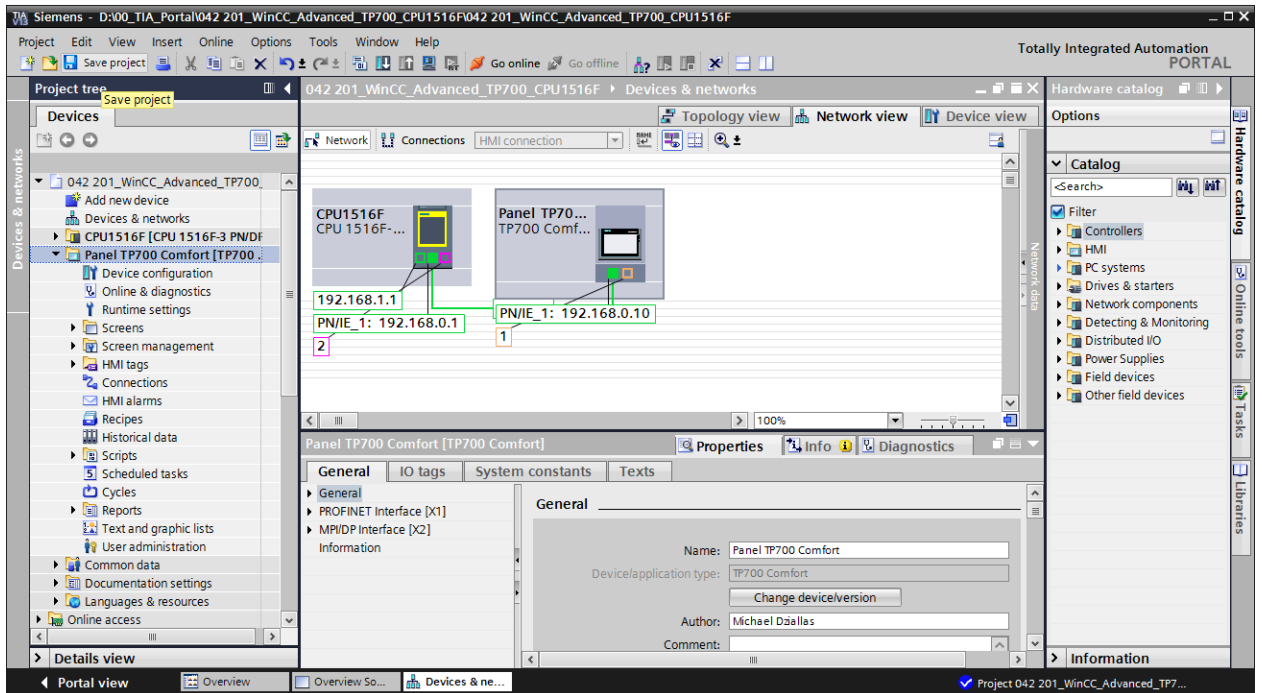 Siemens - D:\00_TIA_Portal\042 201_WinCC_Advanced_TP700_CPU1516F\042 201_WinCC_Advanced_TP700_CPU1516F
Project Edit View Insert Online Options Tools Window Help
Totally Integrated Automation
PORTAL
Save project
Go online
Go offline
Project tree
Save project
042 201_WinCC_Advanced_TP700_CPU1516F
Devices & networks
Hardware catalog
Devices
Topology view
Network view
Device view
Options
Network
Connections
HMI connection
Devices & networks
042 201_WinCC_Advanced_TP700_
Add new device
Devices & networks
CPU1516F [CPU 1516F-3 PN/DP
Panel TP700 Comfort [TP700 .
Device configuration
Online & diagnostics
Runtime settings
Screens
Screen management
HMI tags
Connections
HMI alarms
Recipes
Historical data
Scripts
Scheduled tasks
Cycles
Reports
Text and graphic lists
User administration
Common data
Documentation settings
Languages & resources
Online access
Details view
CPU1516F
CPU 1516F-...
Panel TP70...
TP700 Comf...
192.168.1.1
PN/IE_1: 192.168.0.1
2
PN/IE_1: 192.168.0.10
1
Network data
100%
Catalog
<Search>
Filter
Controllers
HMI
PC systems
Drives & starters
Network components
Detecting & Monitoring
Distributed I/O
Power Supplies
Field devices
Other field devices
Information
Hardware catalog
Online tools
Tasks
Libraries
Panel TP700 Comfort [TP700 Comfort]
Properties
Info
Diagnostics
General
IO tags
System constants
Texts
General
PROFINET Interface [X1]
MPI/DP Interface [X2]
Information
General
Name: Panel TP700 Comfort
Device/application type: TP700 Comfort
Change device/version
Author: Michael Dziallas
Comment:
Portal view
Overview
Overview So...
Devices & ne...
Project 042 201_WinCC_Advanced_TP7...